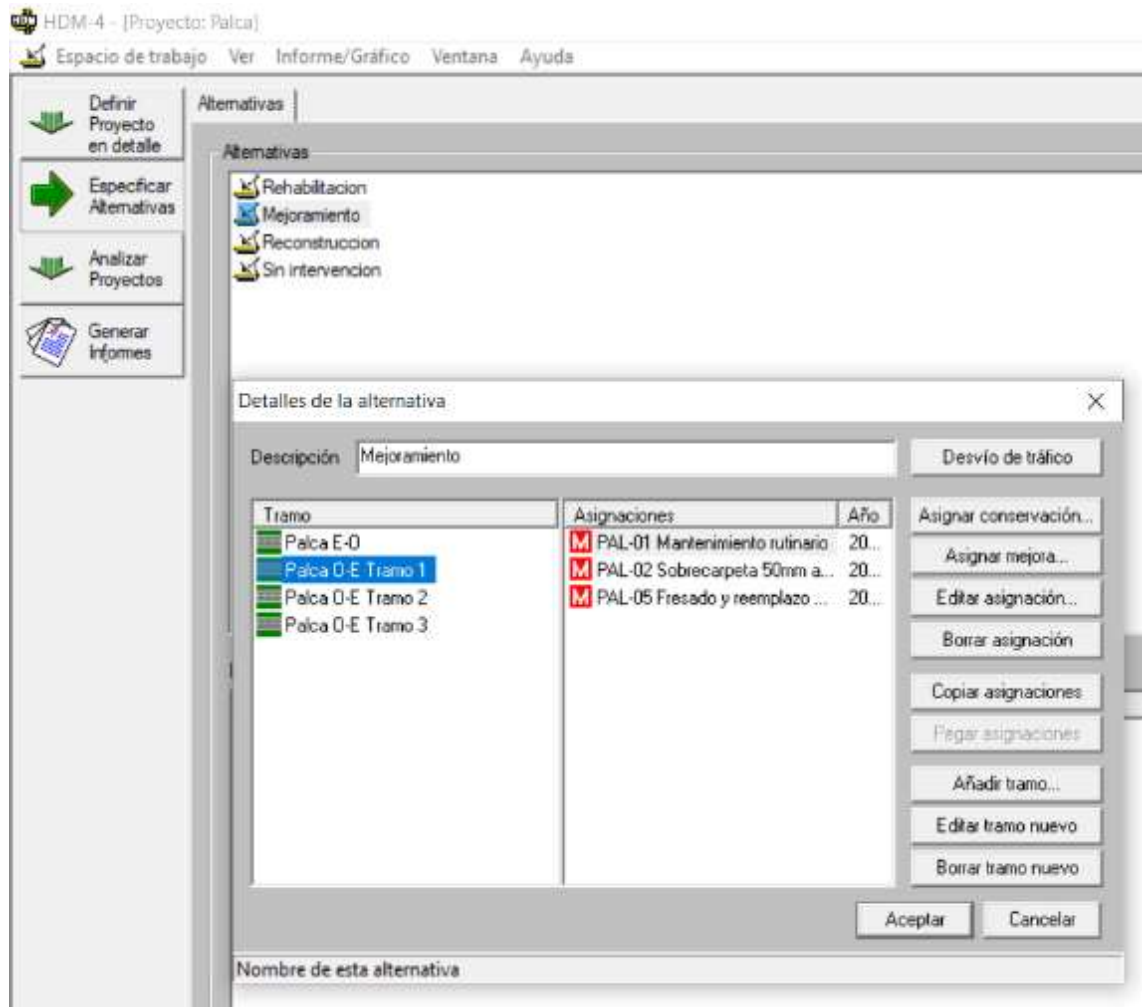 HDM-4 - [Proyecto: Palca]
Espacio de trabajo Ver Informe/Gráfico Ventana Ayuda
Definir
Proyecto
en detalle
Especificar
Alternativas
Analizar
Proyectos
Generar
Informes
Alternativas
Alternativas
Rehabilitacion
Mejoramiento
Reconstruccion
Sin intervencion
Detalles de la alternativa
Descripción Mejoramiento
Desvío de tráfico
Tramo
Palca E-O
Palca O-E Tramo 1
Palca O-E Tramo 2
Palca O-E Tramo 3
Asignaciones Año
M PAL-01 Mantenimiento rutinario 20...
M PAL-02 Sobrecarpeta 50mm a... 20...
M PAL-05 Fresado y reemplazo ... 20...
Asignar conservación...
Asignar mejora...
Editar asignación...
Borrar asignación
Copiar asignaciones
Pegar asignaciones
Añadir tramo...
Editar tramo nuevo
Borrar tramo nuevo
Aceptar Cancelar
Nombre de esta alternativa